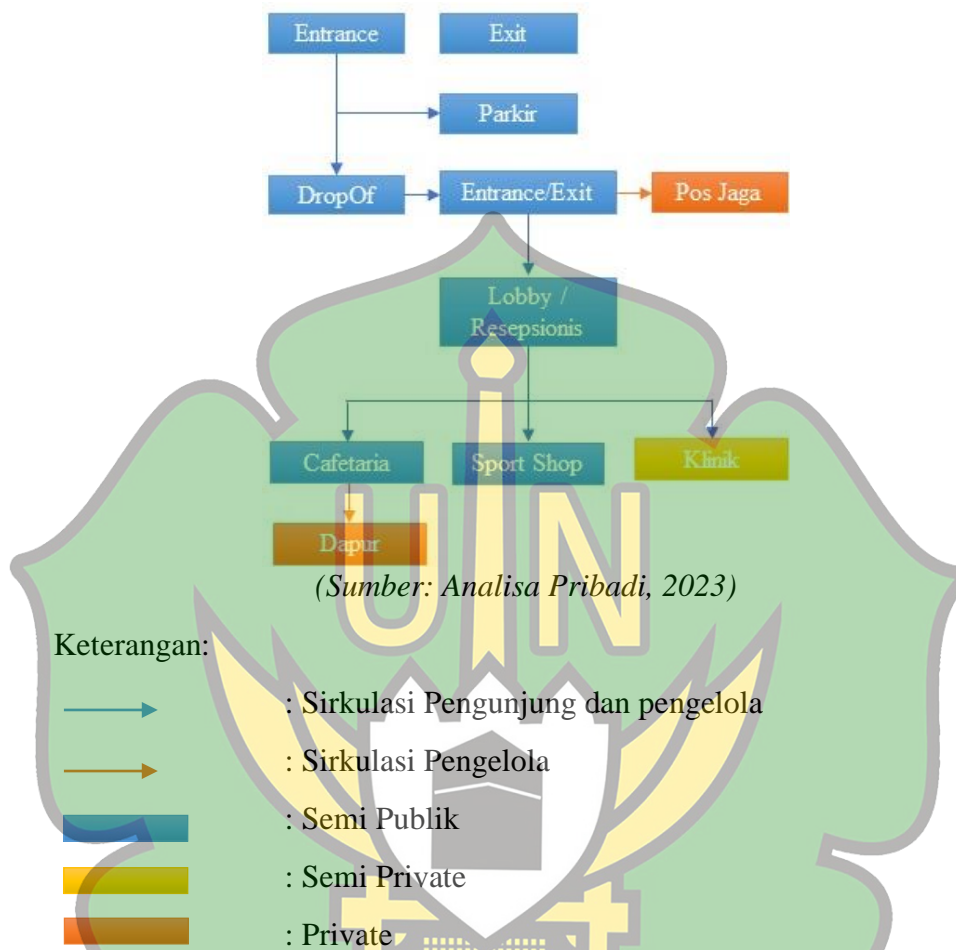 Entrance
Exit
Parkir
DropOf
Entrance/Exit
Pos Jaga
Lobby /
Resepsionis
Cafetaria
Sport Shop
Klinik
Dapur
UIN
(Sumber: Analisa Pribadi, 2023)
Keterangan:
: Sirkulasi Pengunjung dan pengelola
: Sirkulasi Pengelola
: Semi Publik
: Semi Private
: Private